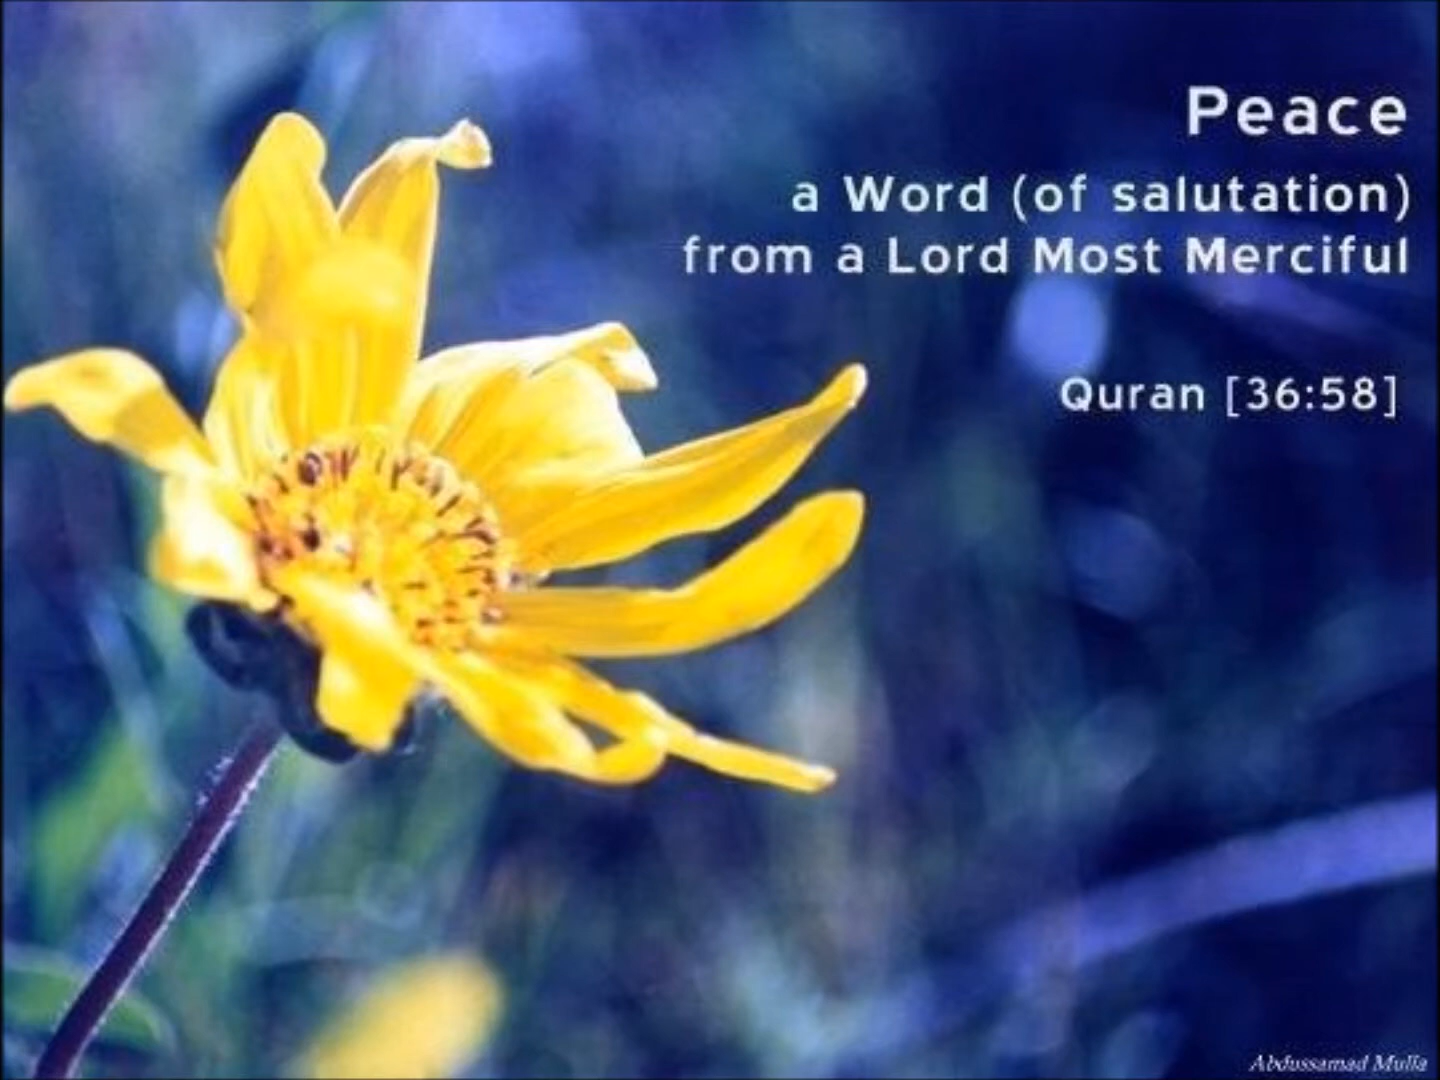 Peace
a Word (of salutation)
from a Lord Most Merciful
Quran [36:58]
Abdussamad Mulla